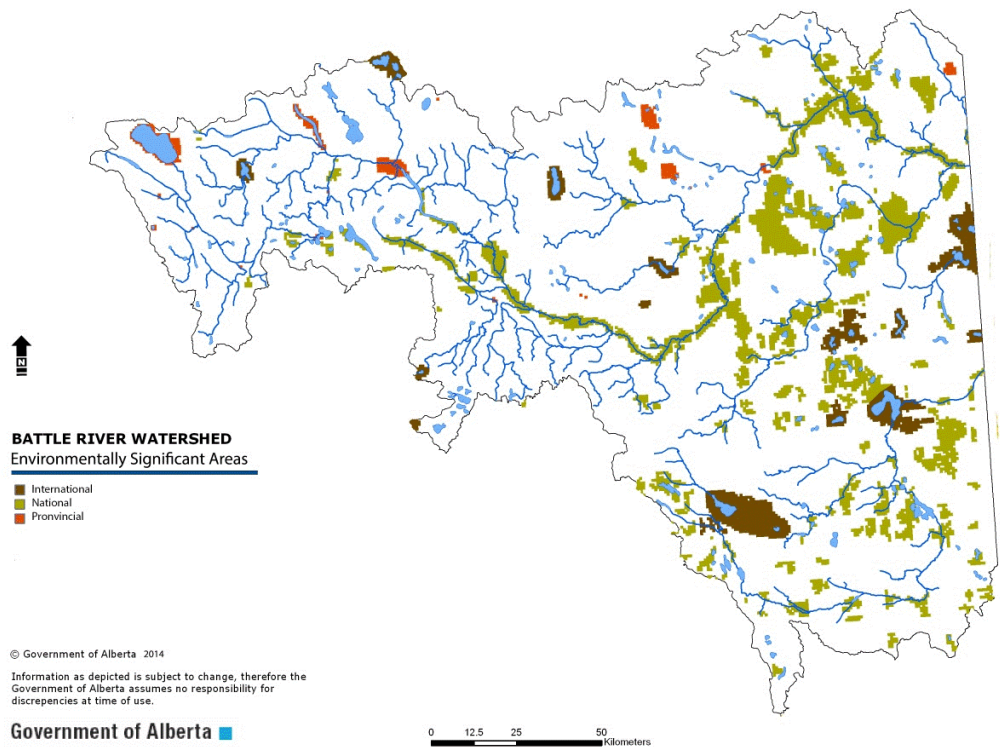 N
BATTLE RIVER WATERSHED
Environmentally Significant Areas
International
National
Pronvincial
© Government of Alberta 2014
Information as depicted is subject to change, therefore the
Government of Alberta assumes no responsibility for
discrepencies at time of use.
Government of Alberta
0 12.5 25 50
Kilometers